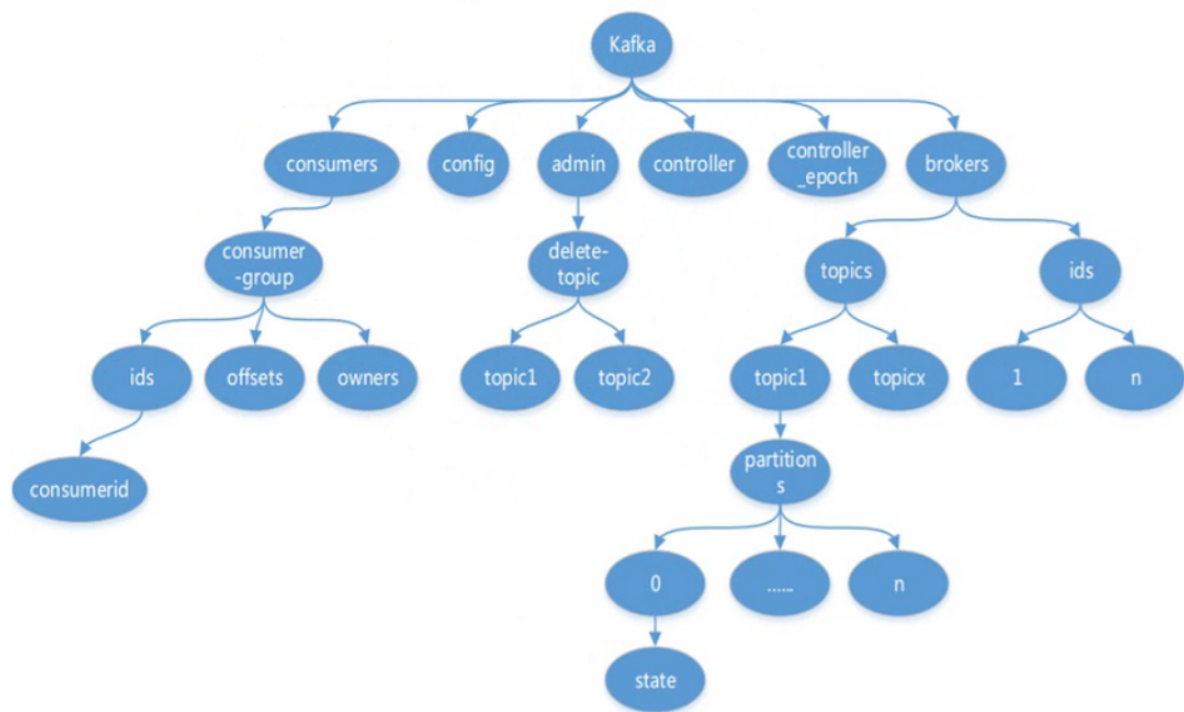 Kafka
consumers
config
admin
controller
controller
_epoch
brokers
consumer
-group
delete-
topic
topics
ids
ids
offsets
owners
topic1
topic2
topic1
topicx
1
n
partition
s
consumerid
0
......
n
state